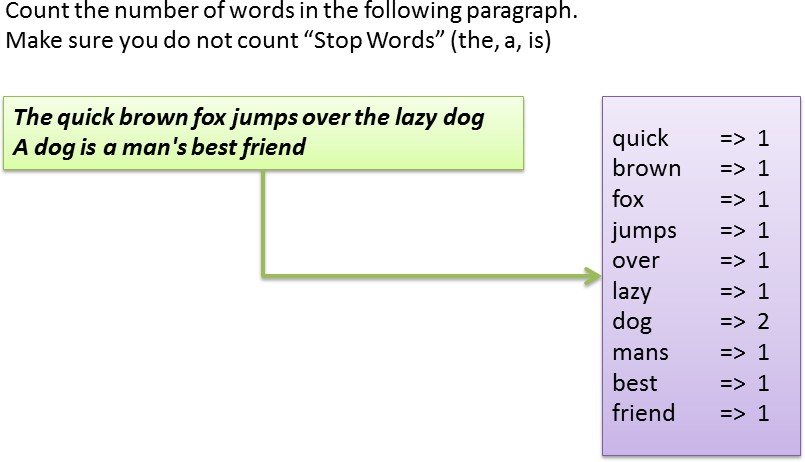 Count the number of words in the following paragraph.
Make sure you do not count “Stop Words” (the, a, is)
The quick brown fox jumps over the lazy dog
A dog is a man's best friend
quick => 1
brown => 1
fox => 1
jumps => 1
over => 1
lazy => 1
dog => 2
mans => 1
best => 1
friend => 1